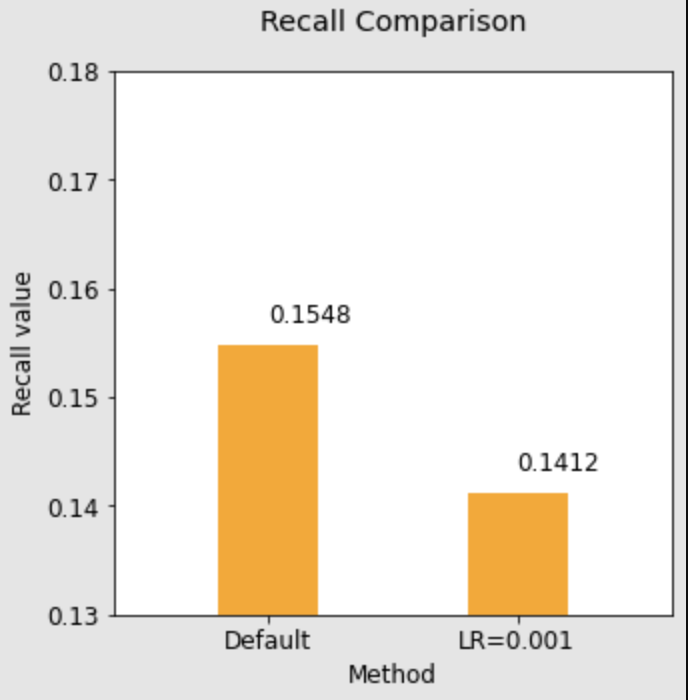 Recall Comparison
0.18
0.17
0.16
0.15
0.14
0.13
Recall value
0.1548
0.1412
Default LR=0.001
Method